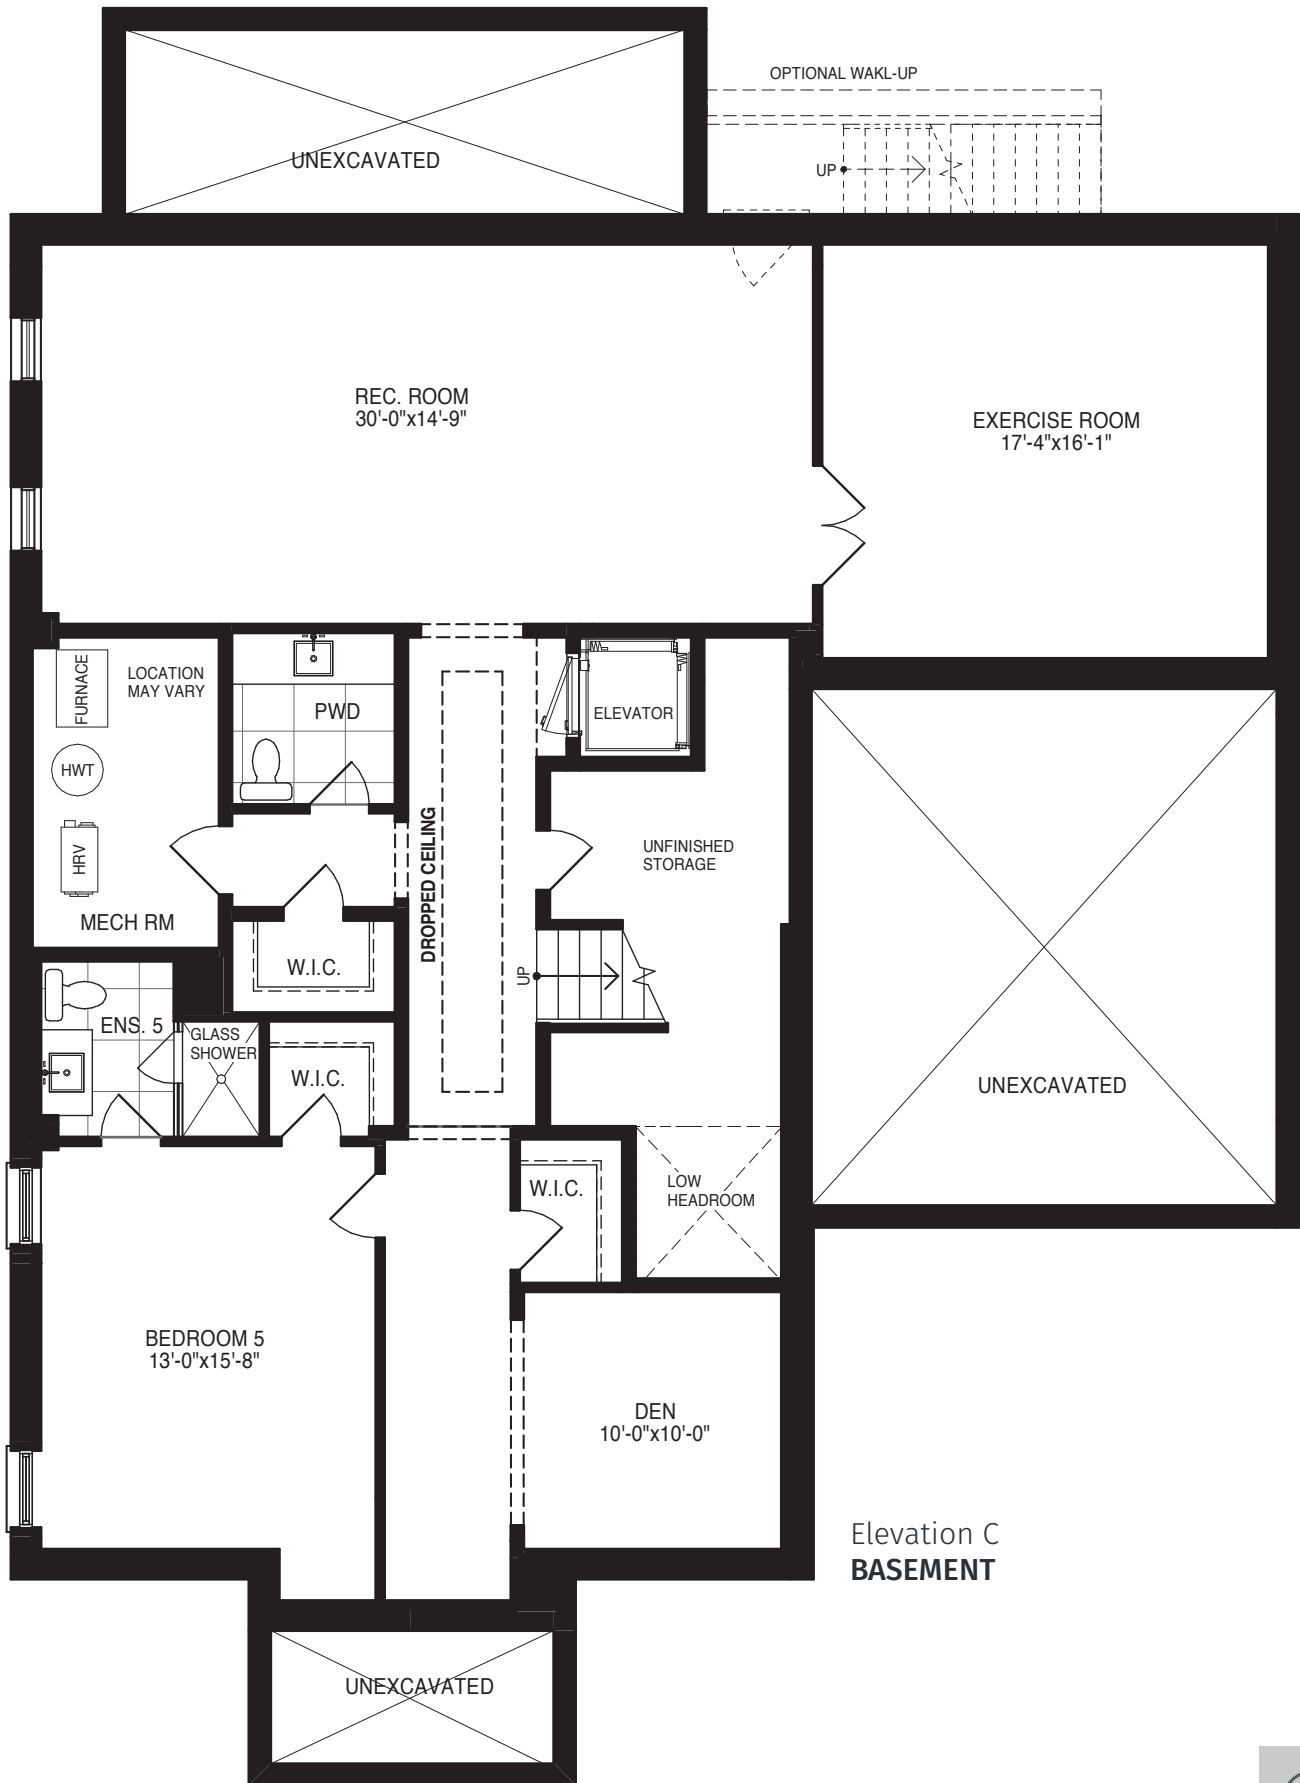 OPTIONAL WAKL-UP
UNEXCAVATED
UP
REC. ROOM
30'-0"x14'-9"
EXERCISE ROOM
17'-4"x16'-1"
FURNACE
LOCATION
MAY VARY
PWD
ELEVATOR
HWT
HRV
DROPPED CEILING
UNFINISHED
STORAGE
MECH RM
W.I.C.
UP
ENS. 5
GLASS
SHOWER
W.I.C.
UNEXCAVATED
W.I.C.
LOW
HEADROOM
BEDROOM 5
13'-0"x15'-8"
DEN
10'-0"x10'-0"
Elevation C
BASEMENT
UNEXCAVATED